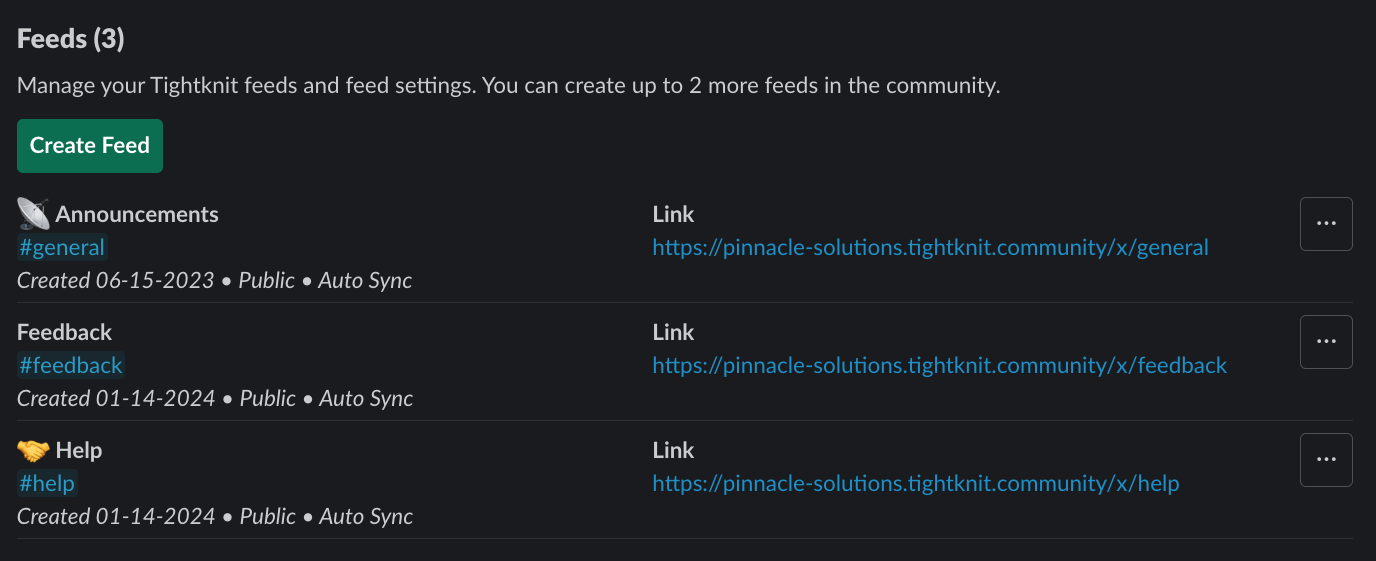 Feeds (3)
Manage your Tightknit feeds and feed settings. You can create up to 2 more feeds in the community.
Create Feed
Announcements
#general
Created 06-15-2023 • Public • Auto Sync
Link
https://pinnacle-solutions.tightknit.community/x/general
...
Feedback
#feedback
Created 01-14-2024 • Public • Auto Sync
Link
https://pinnacle-solutions.tightknit.community/x/feedback
...
Help
#help
Created 01-14-2024 • Public • Auto Sync
Link
https://pinnacle-solutions.tightknit.community/x/help
...